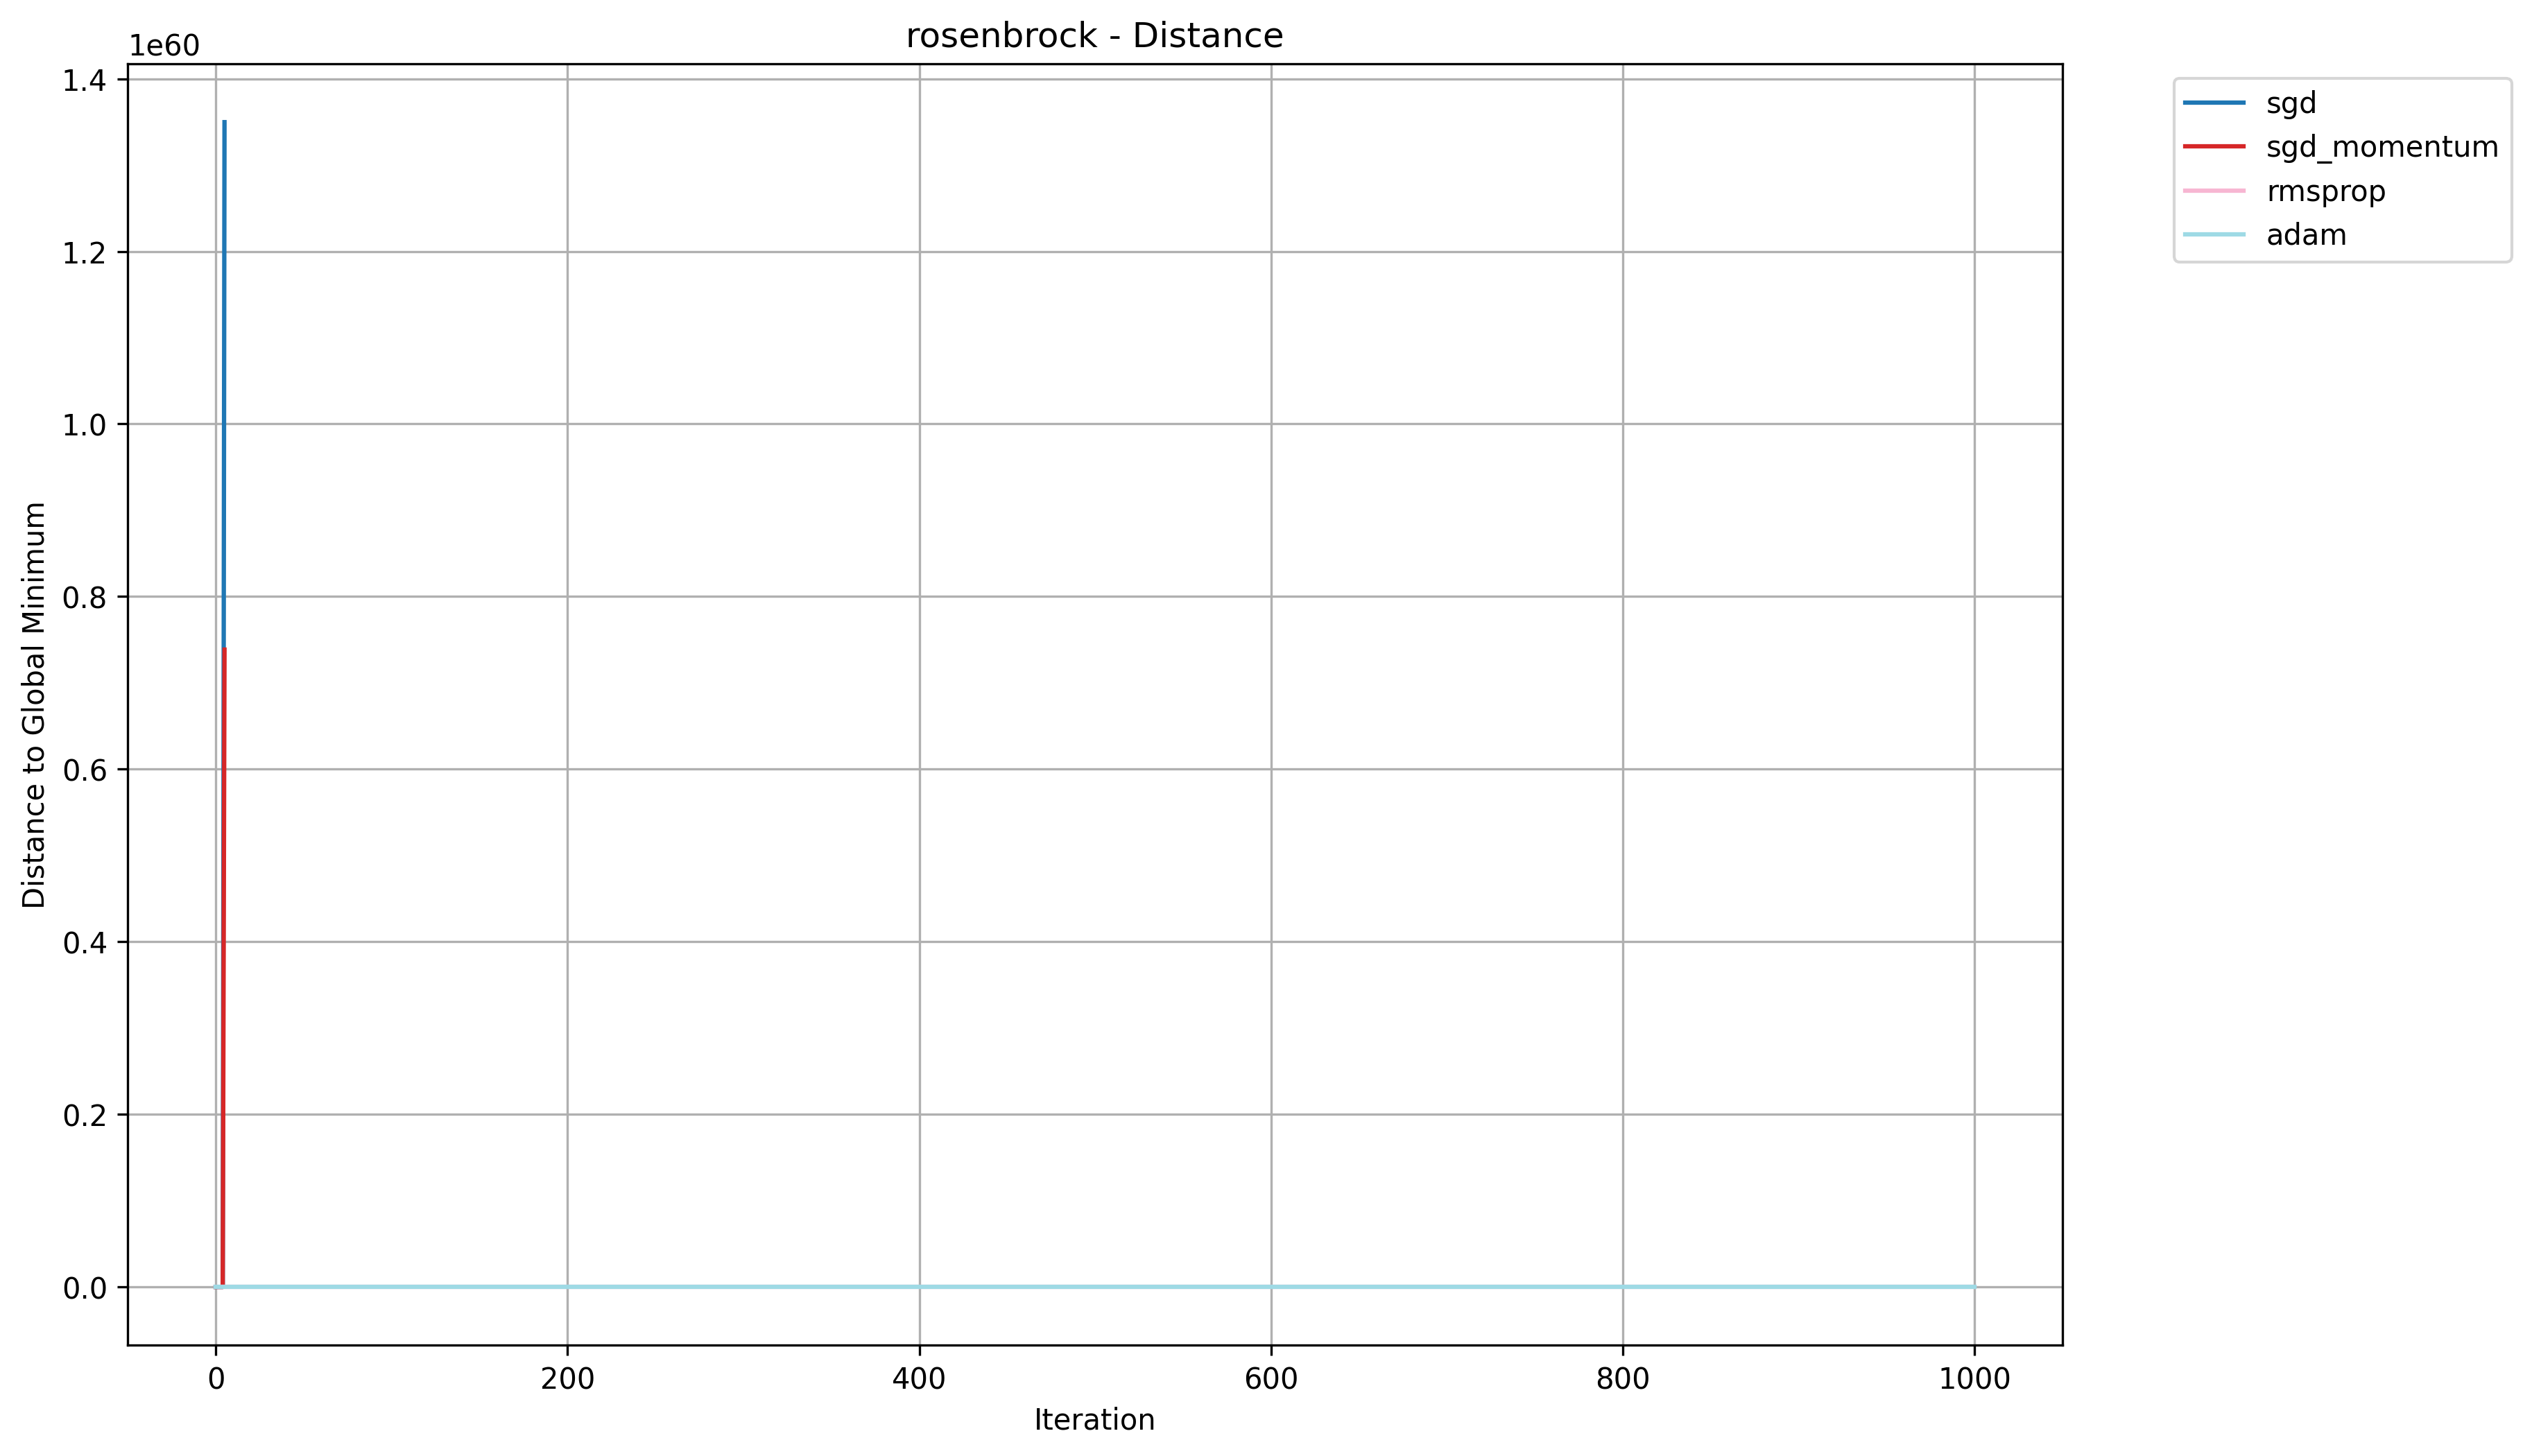 rosenbrock - Distance
1e60
1.4
1.2
1.0
0.8
0.6
0.4
0.2
0.0
Distance to Global Minimum
0 200 400 600 800 1000
Iteration
sgd
sgd_momentum
rmsprop
adam